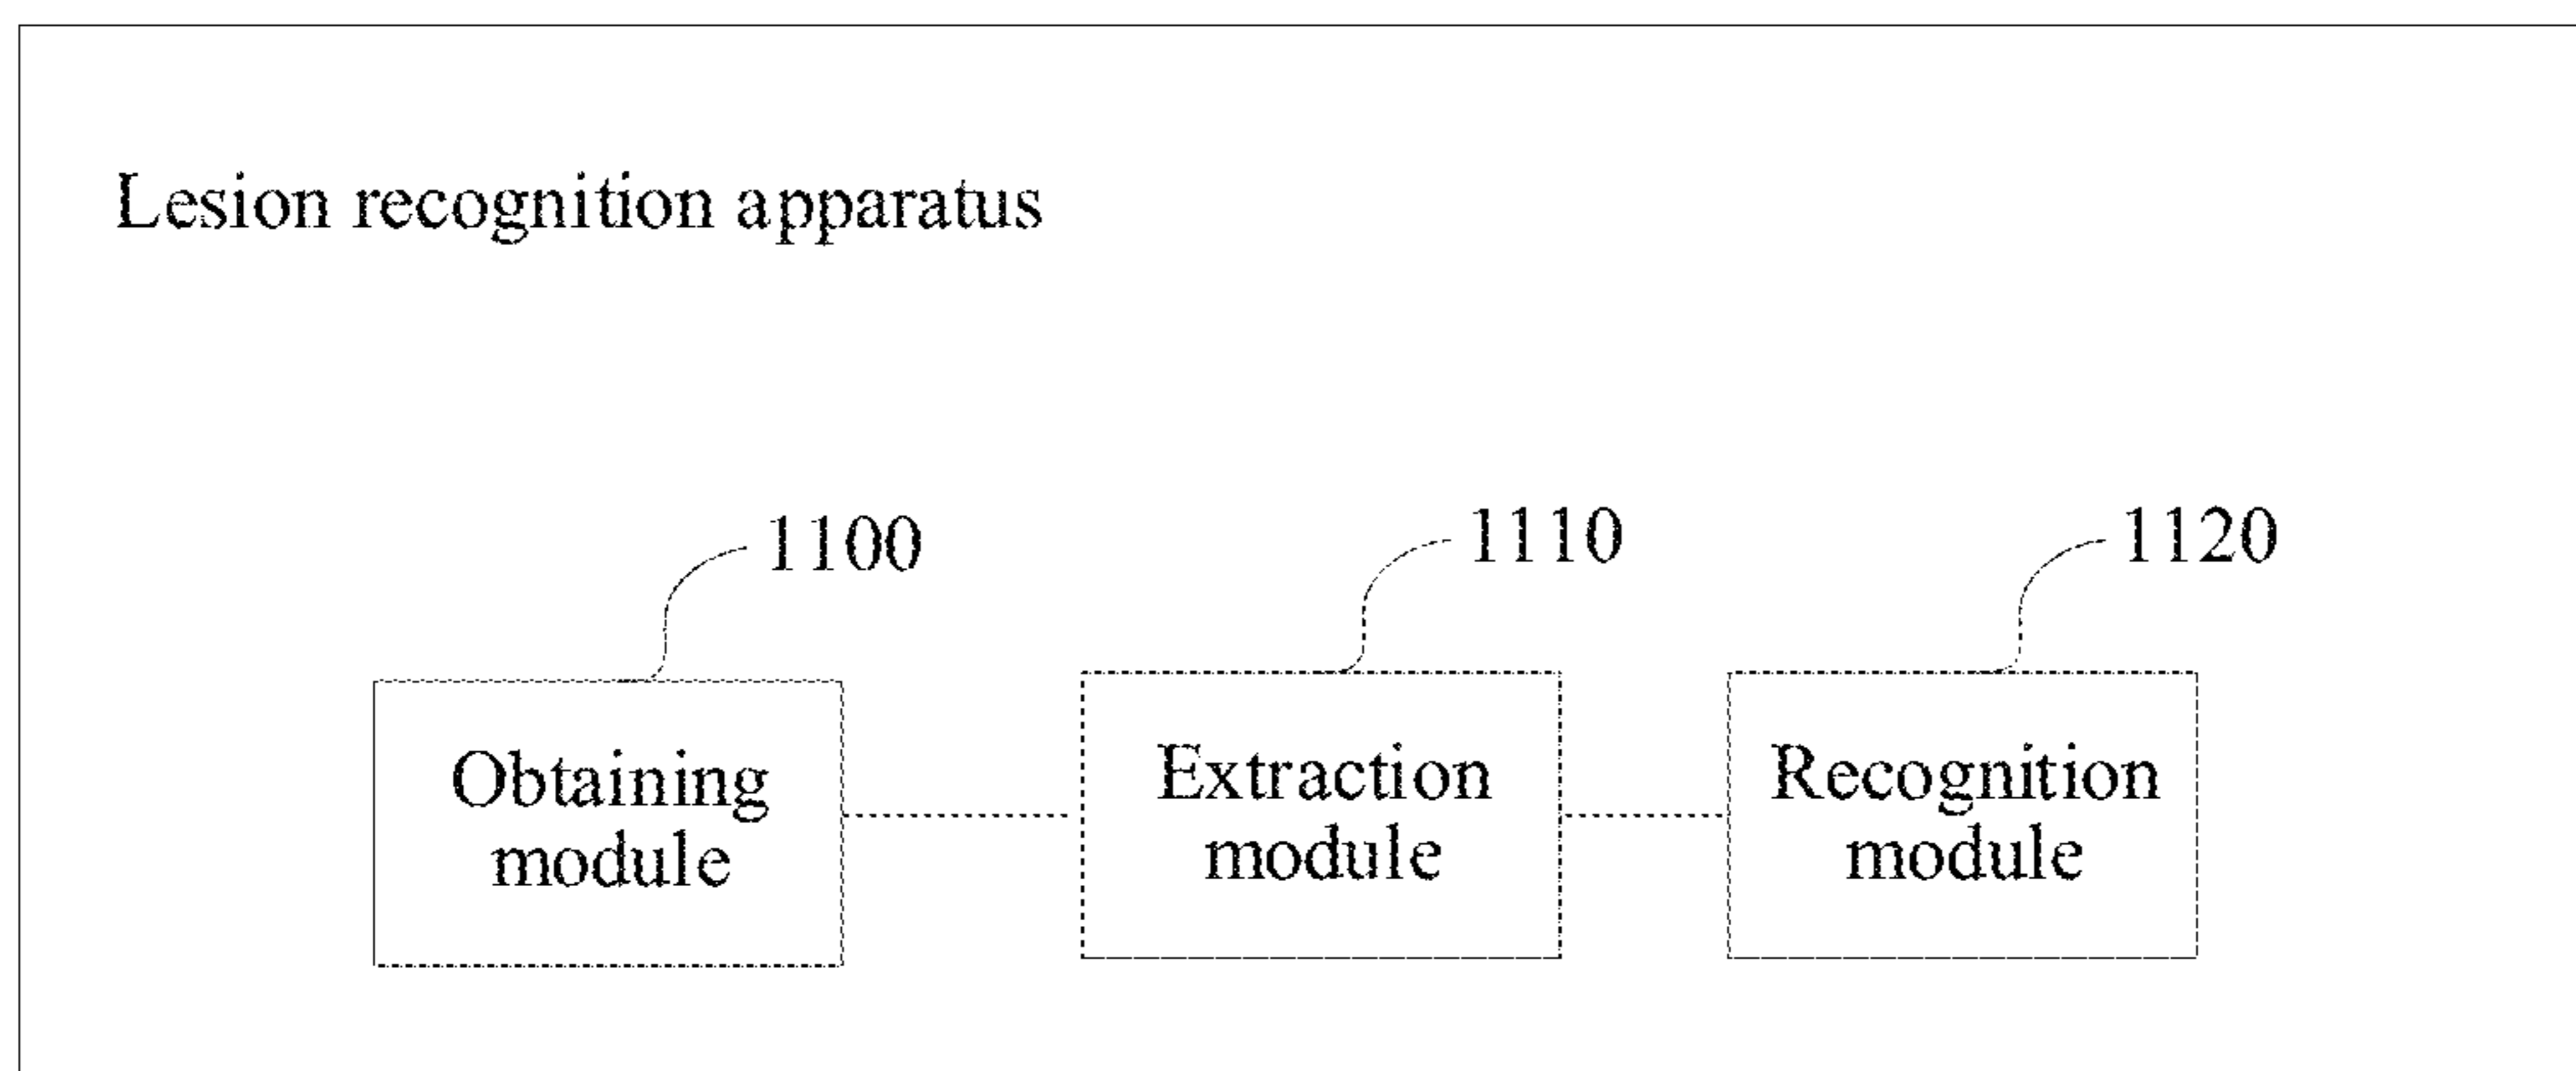 Lesion recognition apparatus
1100
1110
1120
Obtaining
module
Extraction
module
Recognition
module